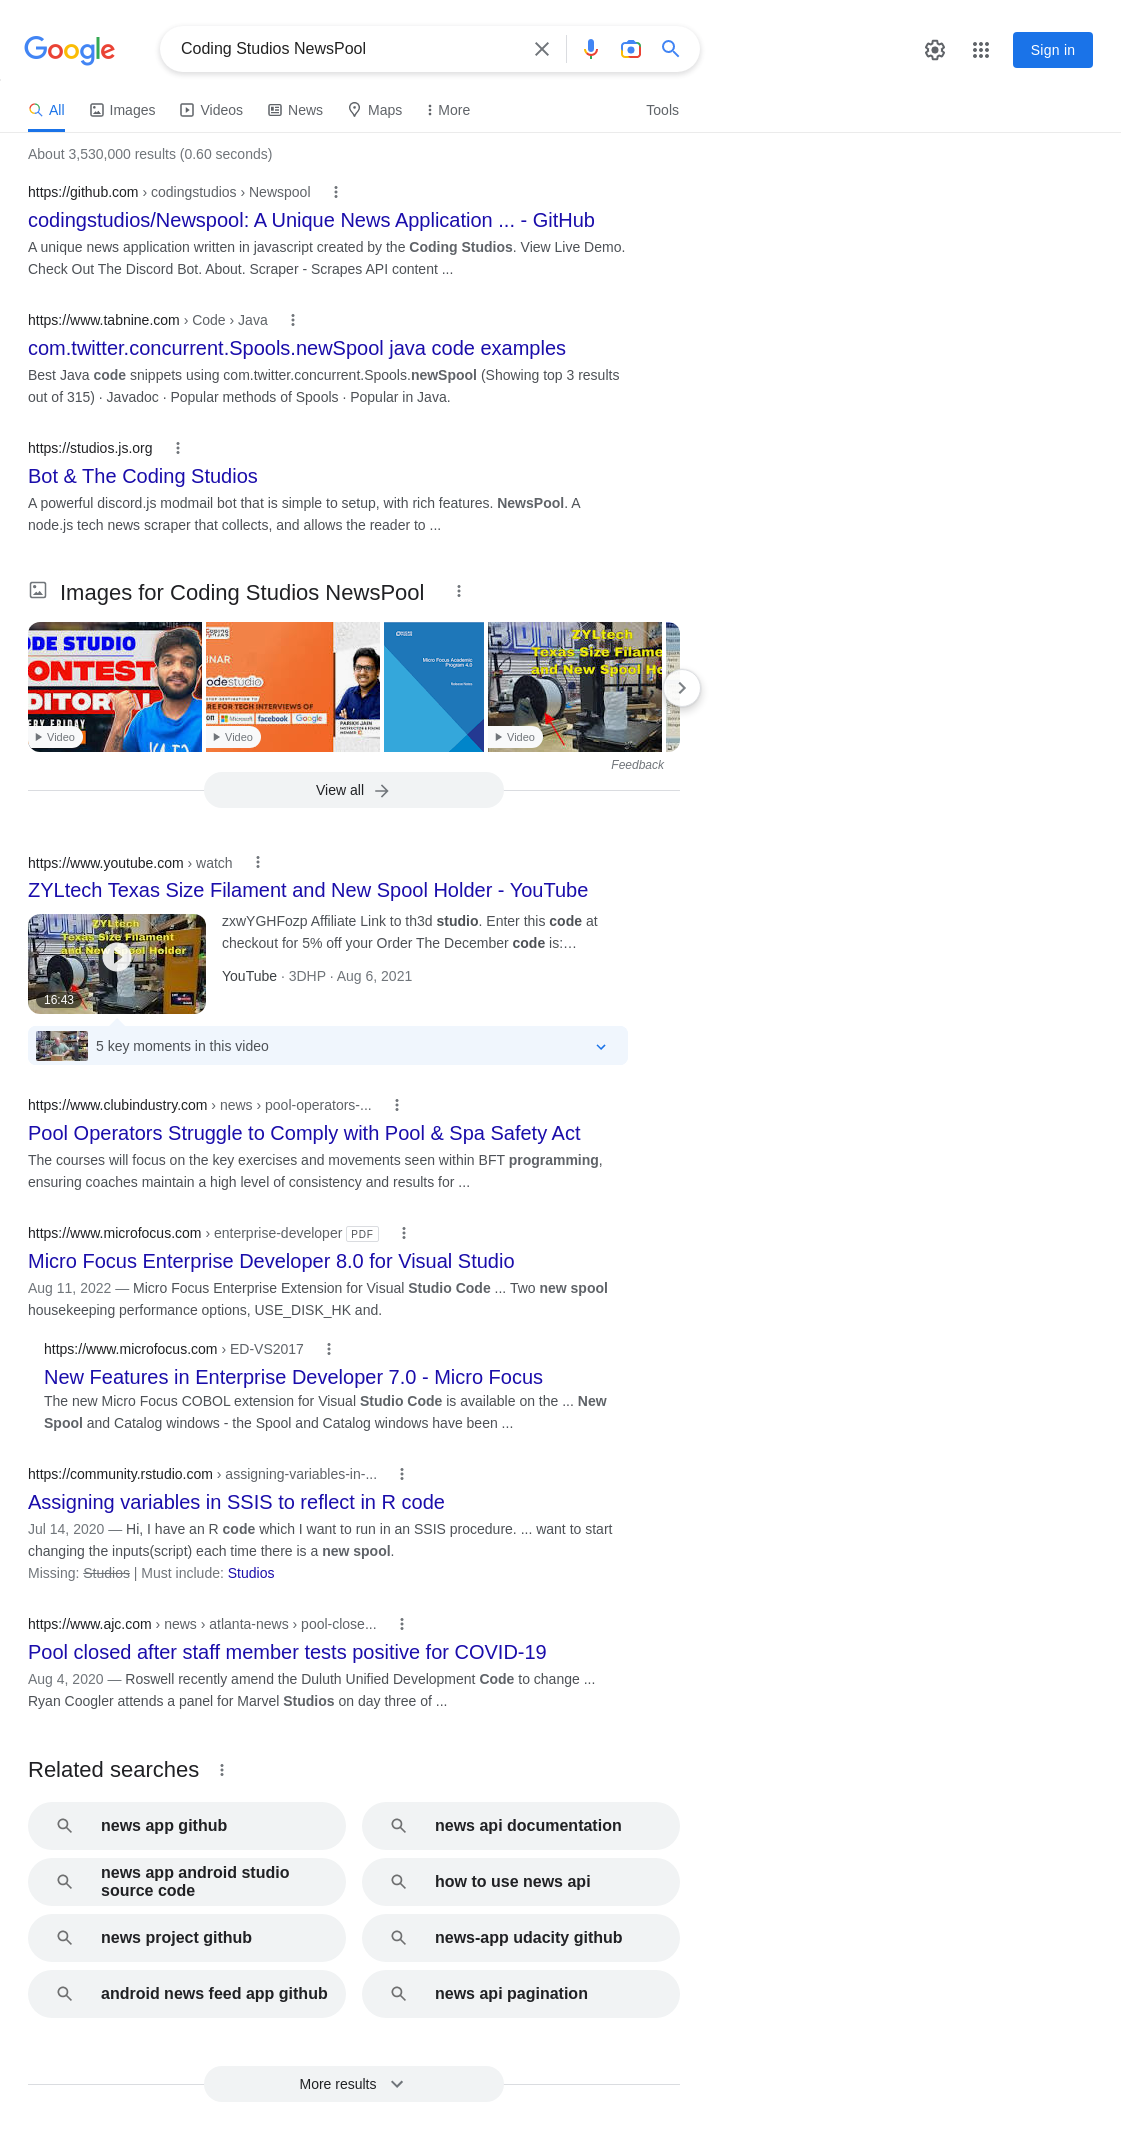 Google
Coding Studios NewsPool
Sign in
All
Images
Videos
News
Maps
More
Tools
About 3,530,000 results (0.60 seconds)
https://github.com › codingstudios › Newspool
codingstudios/Newspool: A Unique News Application ... - GitHub
A unique news application written in javascript created by the Coding Studios. View Live Demo.
Check Out The Discord Bot. About. Scraper - Scrapes API content ...
https://www.tabnine.com › Code › Java
com.twitter.concurrent.Spools.newSpool java code examples
Best Java code snippets using com.twitter.concurrent.Spools.newSpool (Showing top 3 results
out of 315) · Javadoc · Popular methods of Spools · Popular in Java.
https://studios.js.org
Bot & The Coding Studios
A powerful discord.js modmail bot that is simple to setup, with rich features. NewsPool. A
node.js tech news scraper that collects, and allows the reader to ...
Images for Coding Studios NewsPool
ODE STUDIO
ONTEST
DITORIAL
ERY FRIDAY
Video
Coding
NINJAS
INAR
odestudio
RE FOR TECH INTERVIEWS OF
Microsoft
facebook
Google
PARIKH JAIN
Video
Micro Focus Academic
Program 4.0
Release Notes
3DHP
ZYLtech
Texas Size Filame
and New Spool Ho
Video
Feedback
View all
https://www.youtube.com › watch
ZYLtech Texas Size Filament and New Spool Holder - YouTube
3DHP
ZYLtech
Texas Size Filament
and New Spool Holder
16:43
zxwYGHFozp Affiliate Link to th3d studio. Enter this code at
checkout for 5% off your Order The December code is:…
YouTube · 3DHP · Aug 6, 2021
5 key moments in this video
https://www.clubindustry.com › news › pool-operators-...
Pool Operators Struggle to Comply with Pool & Spa Safety Act
The courses will focus on the key exercises and movements seen within BFT programming,
ensuring coaches maintain a high level of consistency and results for ...
https://www.microfocus.com › enterprise-developer PDF
Micro Focus Enterprise Developer 8.0 for Visual Studio
Aug 11, 2022 — Micro Focus Enterprise Extension for Visual Studio Code ... Two new spool
housekeeping performance options, USE_DISK_HK and.
https://www.microfocus.com › ED-VS2017
New Features in Enterprise Developer 7.0 - Micro Focus
The new Micro Focus COBOL extension for Visual Studio Code is available on the ... New
Spool and Catalog windows - the Spool and Catalog windows have been ...
https://community.rstudio.com › assigning-variables-in-...
Assigning variables in SSIS to reflect in R code
Jul 14, 2020 — Hi, I have an R code which I want to run in an SSIS procedure. ... want to start
changing the inputs(script) each time there is a new spool.
Missing: Studios | Must include: Studios
https://www.ajc.com › news › atlanta-news › pool-close...
Pool closed after staff member tests positive for COVID-19
Aug 4, 2020 — Roswell recently amend the Duluth Unified Development Code to change ...
Ryan Coogler attends a panel for Marvel Studios on day three of ...
Related searches
news app github
news api documentation
news app android studio
source code
how to use news api
news project github
news-app udacity github
android news feed app github
news api pagination
More results